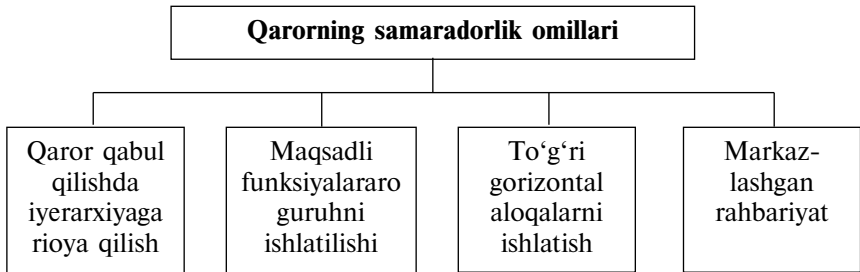 Qarorning samaradorlik omillari
Qaror qabul
qilishda
iyerarxiyaga
rioya qilish
Maqsadli
funksiyalararo
guruhni
ishlatilishi
To‘g‘ri
gorizontal
aloqalarni
ishlatish
Markaz-
lashgan
rahbariyat